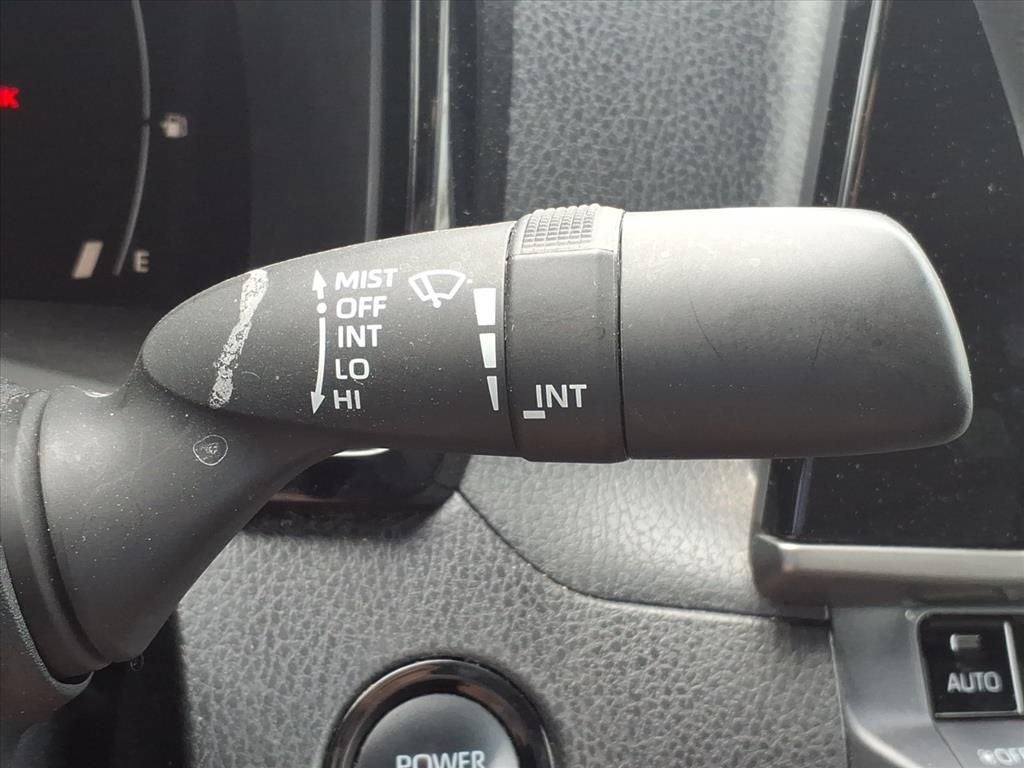 E
MIST
OFF
INT
LO
HI
INT
POWER
AUTO